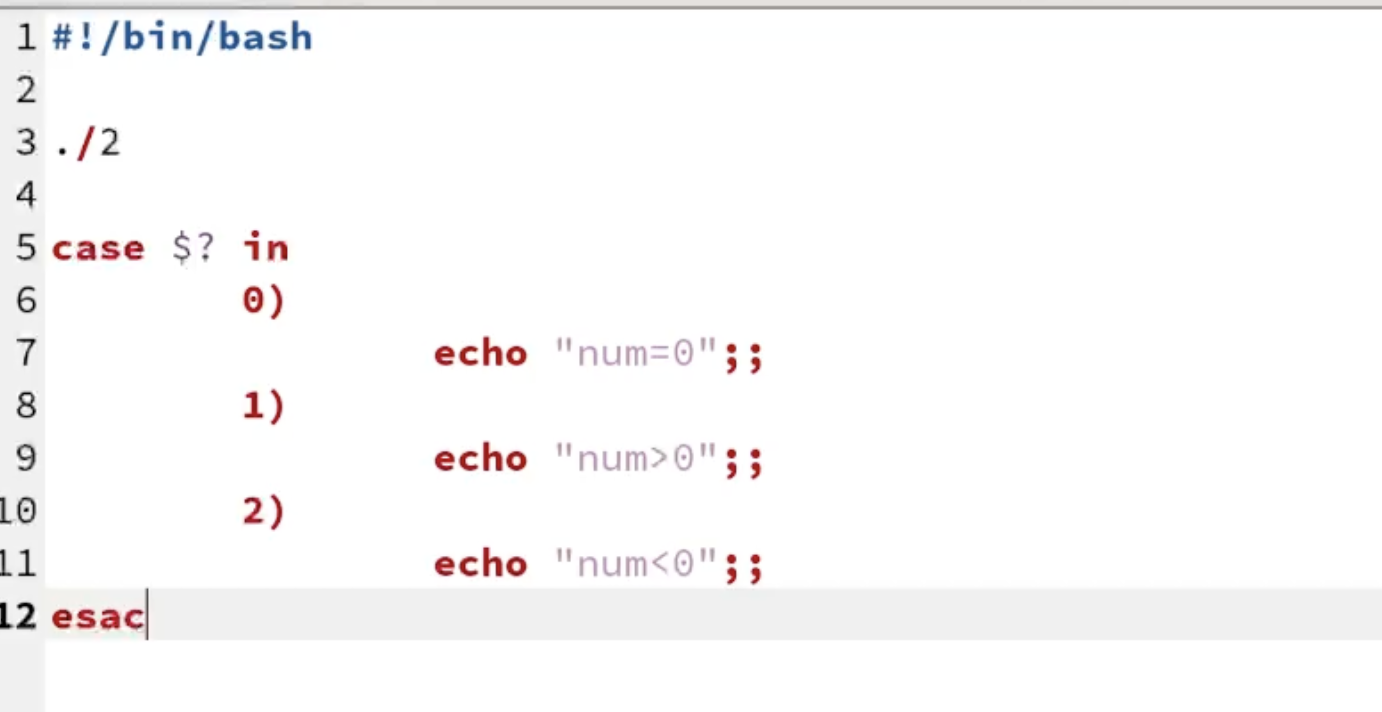 1 #!/bin/bash
2
3 ./2
4
5 case $? in
6 0)
7 echo "num=0";;
8 1)
9 echo "num>0";;
10 2)
11 echo "num<0";;
12 esac